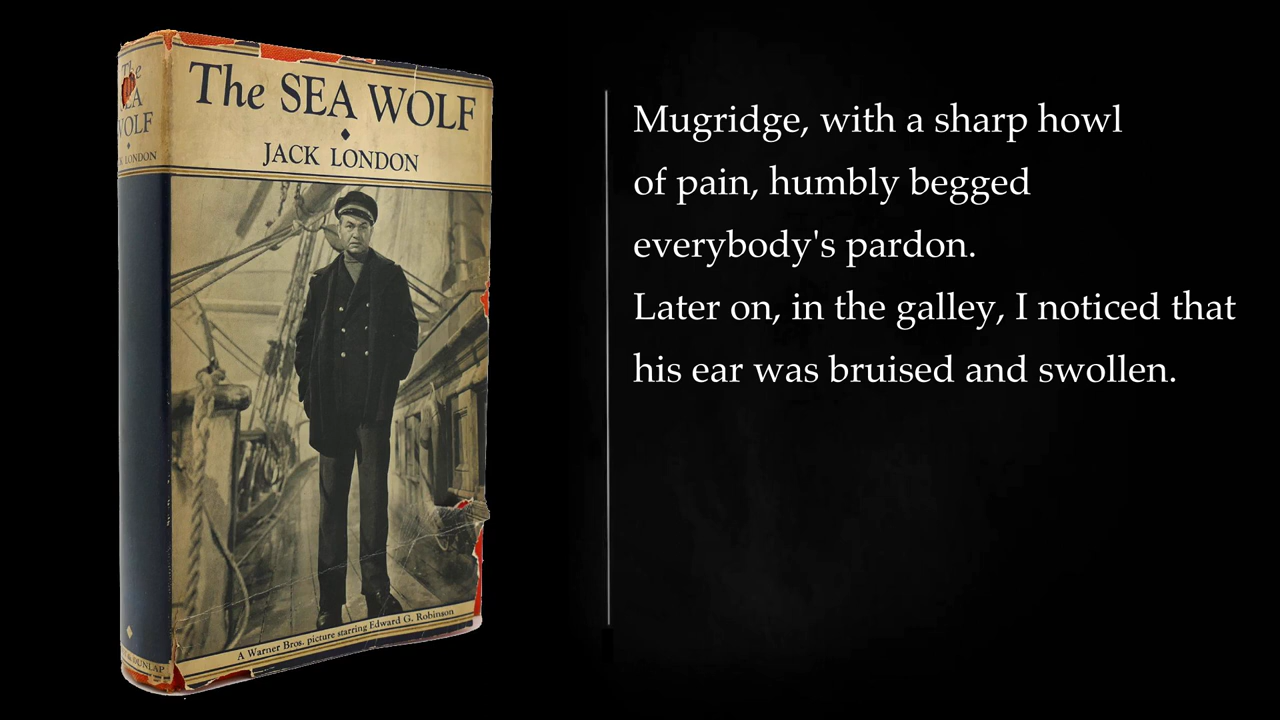 The
SEA
WOLF
LONDON
DUNLAP
The SEA WOLF
JACK LONDON
A Warner Bros. picture starring Edward G. Robinson
Mugridge, with a sharp howl
of pain, humbly begged
everybody's pardon.
Later on, in the galley, I noticed that
his ear was bruised and swollen.